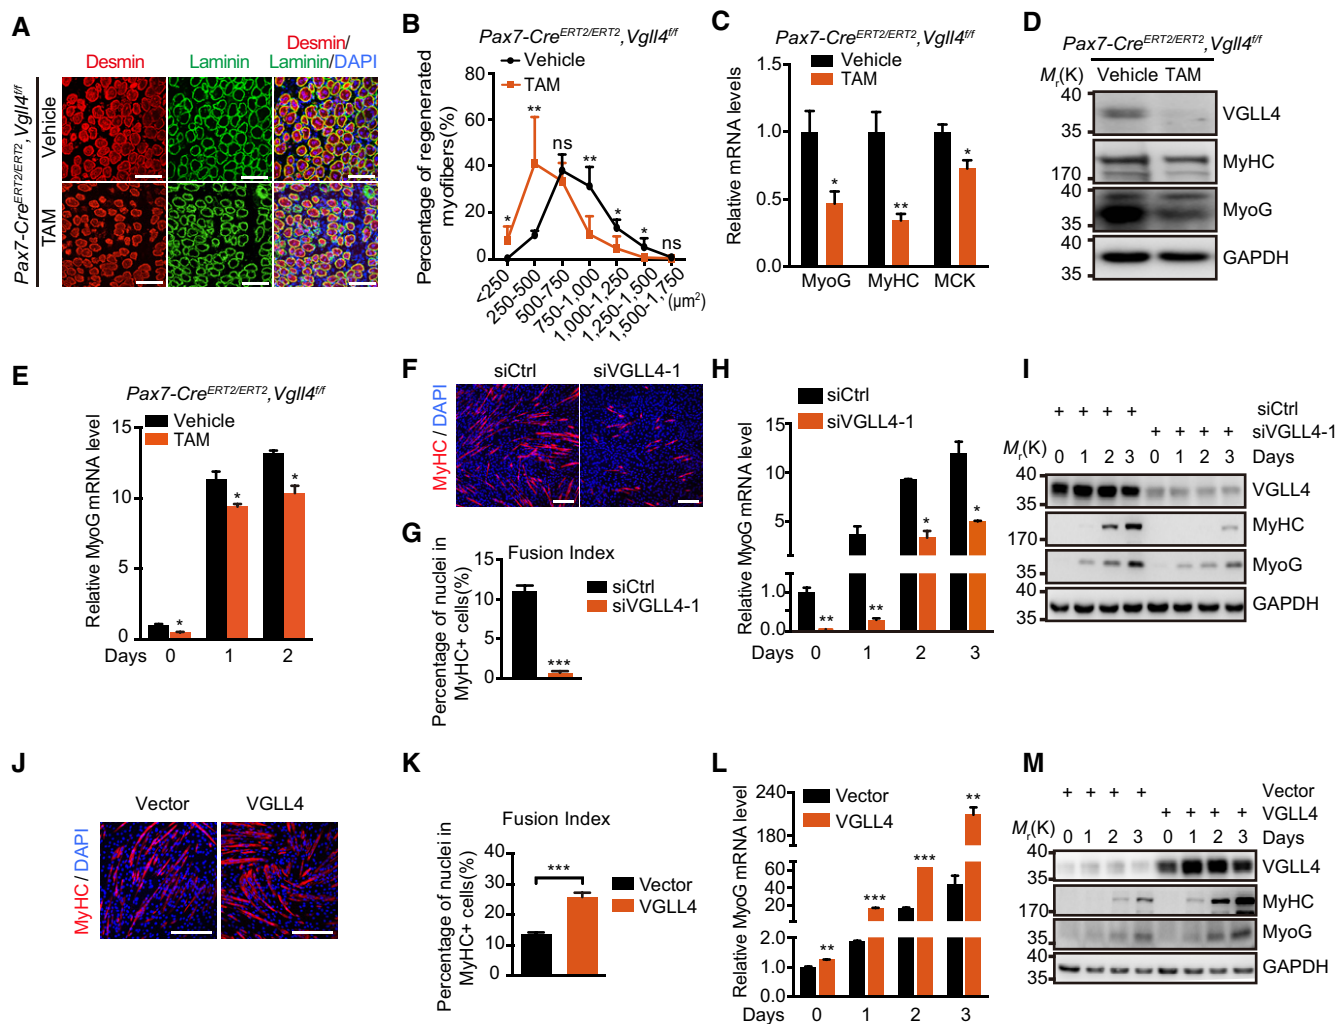 A
Desmin
Laminin
Desmin/
Laminin/DAPI
Pax7-CreERT2/ERT2,Vgll4f/f
Vehicle
TAM
B
Pax7-CreERT2/ERT2,Vgll4f/f
Vehicle
TAM
Percentage of regenerated
myofibers(%)
80
60
40
20
0
*
**
ns
**
*
*
ns
<250
250-500
500-750
750-1,000
1,000-1,250
1,250-1,500
1,500-1,750
(μm²)
C
Pax7-CreERT2/ERT2,Vgll4f/f
Vehicle
TAM
Relative mRNA levels
1.5
1.0
0.5
0.0
*
**
*
MyoG
MyHC
MCK
D
Pax7-CreERT2/ERT2,Vgll4f/f
Mr(K)
Vehicle
TAM
40
35
VGLL4
170
MyHC
40
35
MyoG
40
35
GAPDH
E
Pax7-CreERT2/ERT2,Vgll4f/f
Vehicle
TAM
Relative MyoG mRNA level
15
10
5
0
*
*
*
Days
0
1
2
F
siCtrl
siVGLL4-1
MyHC / DAPI
G
Fusion Index
Percentage of nuclei in
MyHC+ cells(%)
15
10
5
0
***
siCtrl
siVGLL4-1
H
siCtrl
siVGLL4-1
Relative MyoG mRNA level
15
10
5
1.0
0.0
**
**
*
*
Days
0
1
2
3
I
+ + + +
siCtrl
+ + + +
siVGLL4-1
Mr(K)
0 1 2 3 0 1 2 3
Days
40
35
VGLL4
170
MyHC
35
MyoG
40
35
GAPDH
J
Vector
VGLL4
MyHC / DAPI
K
Fusion Index
Percentage of nuclei in
MyHC+ cells(%)
40
30
20
10
0
***
Vector
VGLL4
L
Vector
VGLL4
Relative MyoG mRNA level
240
180
60
40
20
2.0
1.0
0.0
**
***
***
**
Days
0
1
2
3
M
+ + + +
Vector
+ + + +
VGLL4
Mr(K)
0 1 2 3 0 1 2 3
Days
40
35
VGLL4
170
MyHC
35
MyoG
40
35
GAPDH